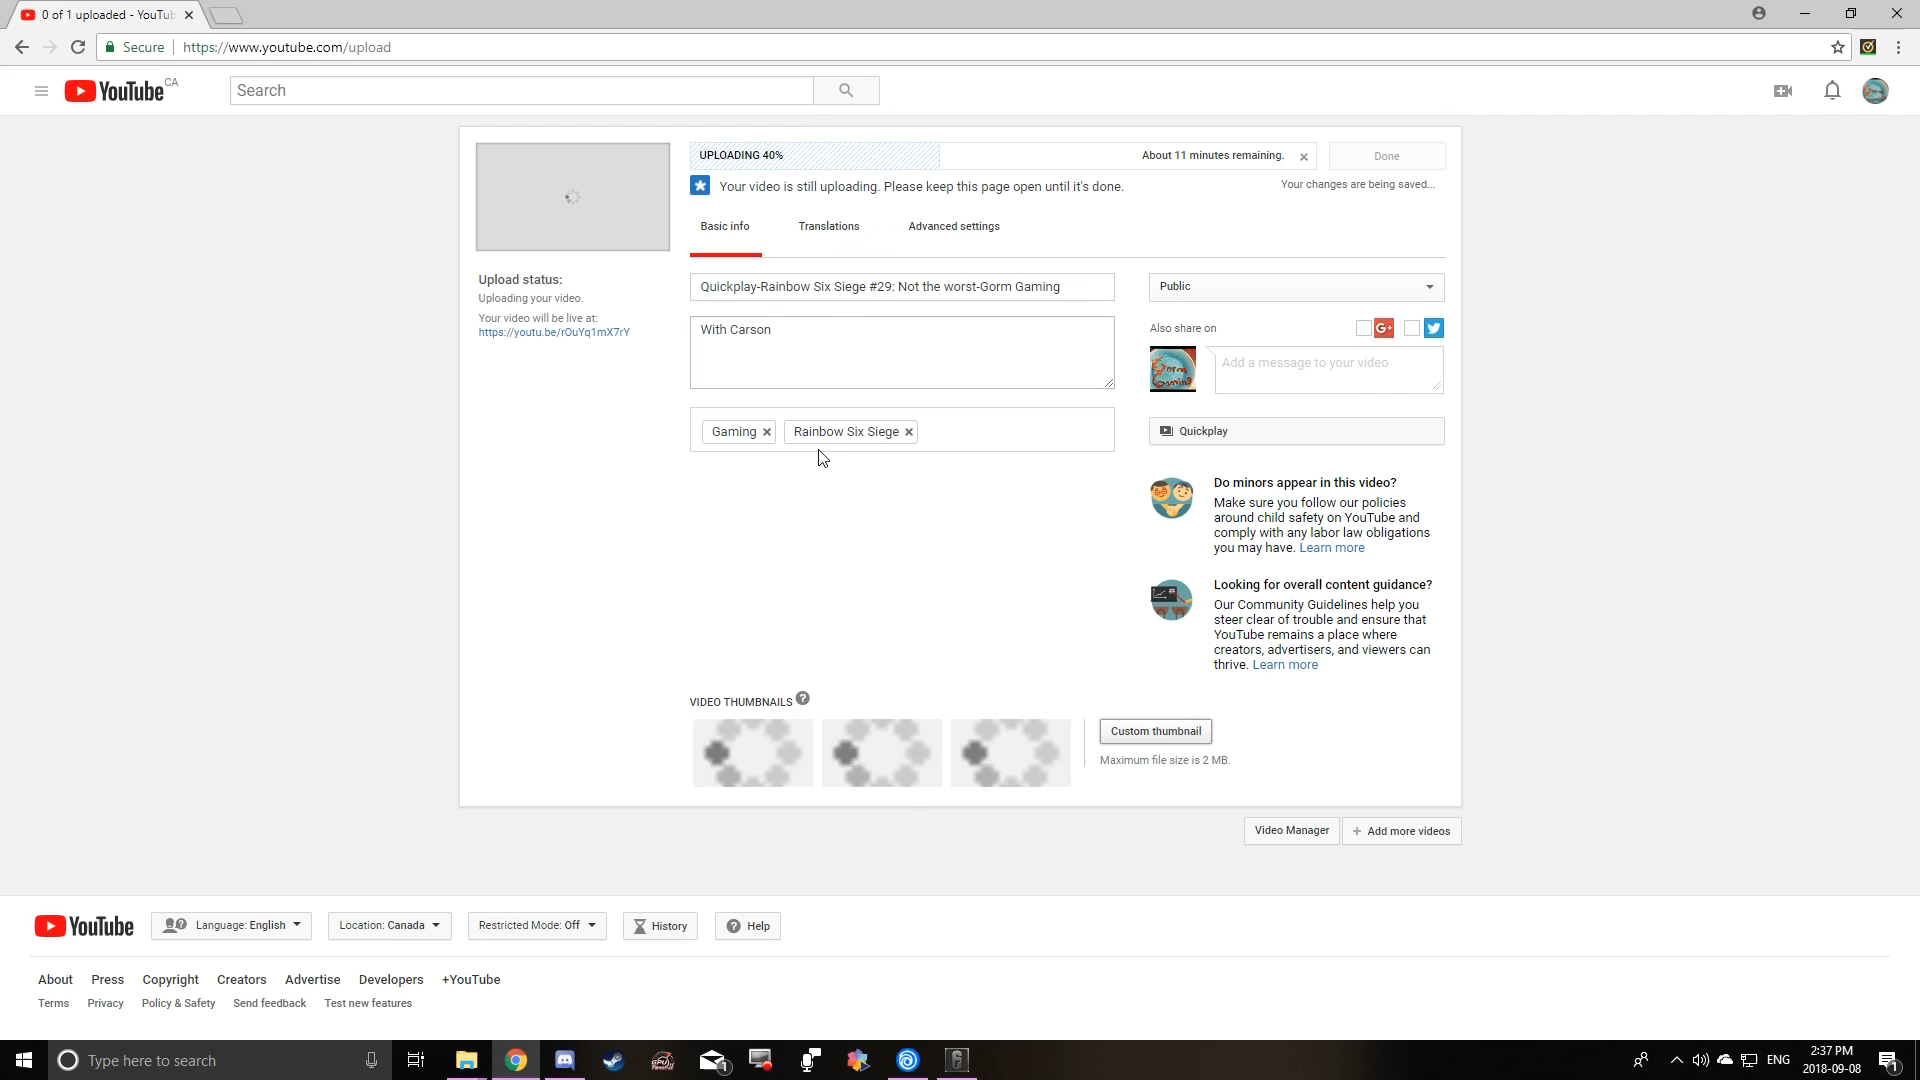 0 of 1 uploaded - YouTub
Secure
https://www.youtube.com/upload
YouTube CA
Search
UPLOADING 40%
About 11 minutes remaining.
Done
Your video is still uploading. Please keep this page open until it's done.
Your changes are being saved...
Basic info
Translations
Advanced settings
Upload status:
Uploading your video.
Your video will be live at:
https://youtu.be/rOuYq1mX7rY
Quickplay-Rainbow Six Siege #29: Not the worst-Gorm Gaming
With Carson
Gaming
Rainbow Six Siege
Public
Also share on
G+
Gorm
Gaming
Add a message to your video
Quickplay
Do minors appear in this video?
Make sure you follow our policies
around child safety on YouTube and
comply with any labor law obligations
you may have. Learn more
Looking for overall content guidance?
Our Community Guidelines help you
steer clear of trouble and ensure that
YouTube remains a place where
creators, advertisers, and viewers can
thrive. Learn more
VIDEO THUMBNAILS ?
Custom thumbnail
Maximum file size is 2 MB.
Video Manager
+ Add more videos
YouTube
Language: English
Location: Canada
Restricted Mode: Off
History
Help
About
Press
Copyright
Creators
Advertise
Developers
+YouTube
Terms
Privacy
Policy & Safety
Send feedback
Test new features
Type here to search
GPU
1
ENG
2:37 PM
2018-09-08
1